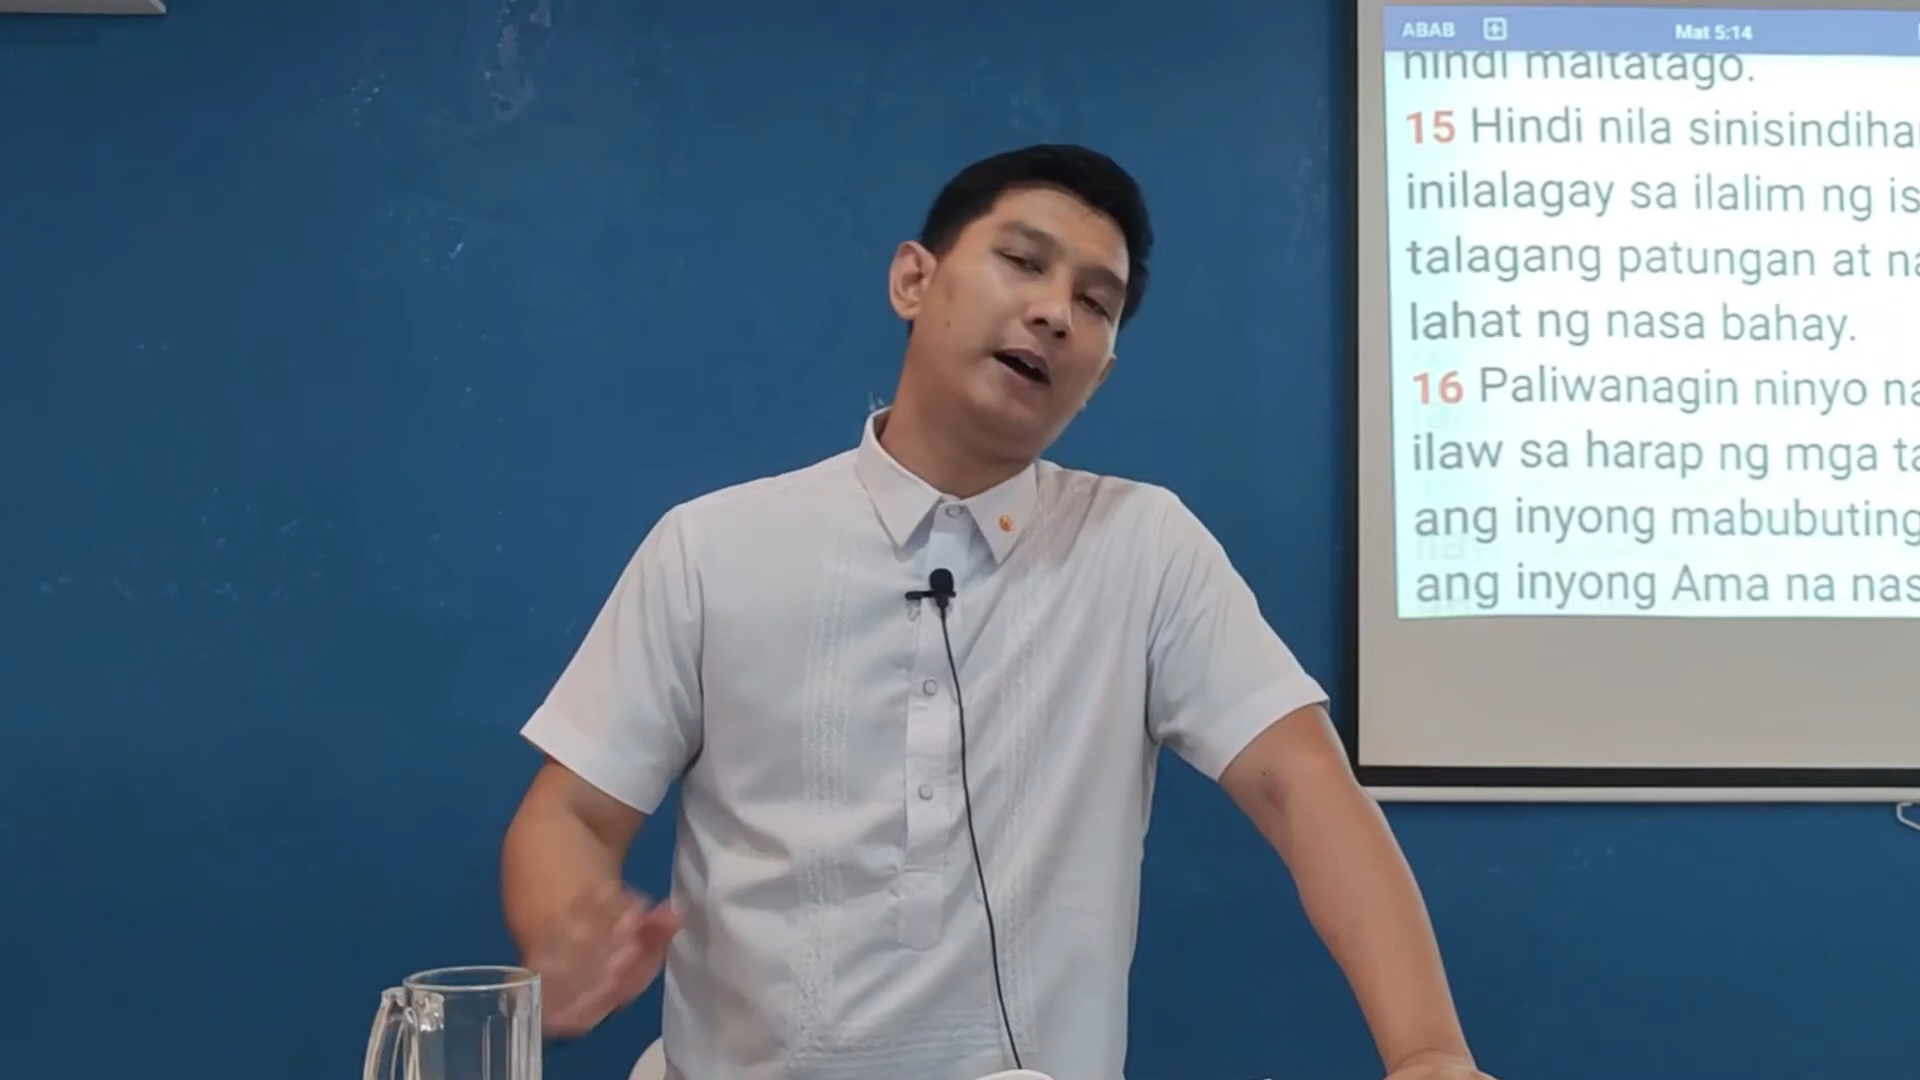 ABAB Mat 5:14
hindi maitatago.
15 Hindi nila sinisindiha
inilalagay sa ilalim ng is
talagang patungan at na
lahat ng nasa bahay.
16 Paliwanagin ninyo na
ilaw sa harap ng mga ta
ang inyong mabubuting
ang inyong Ama na nas